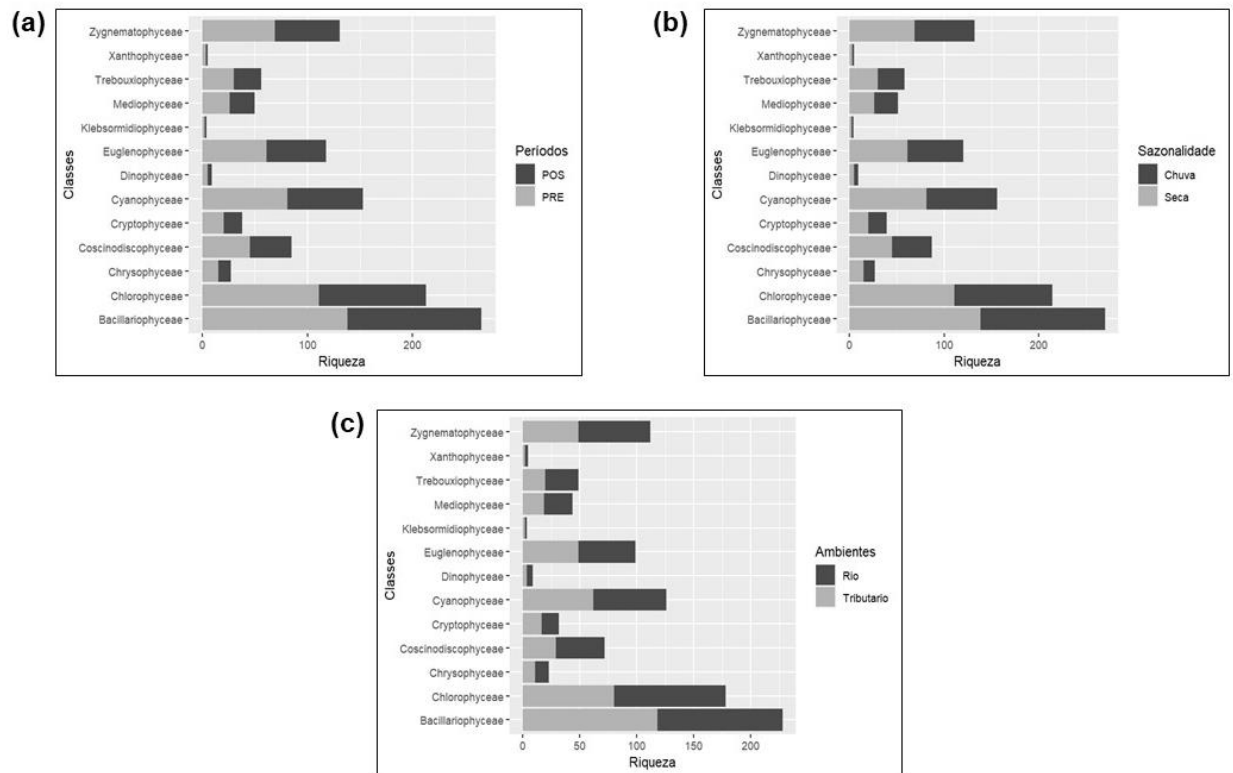 (a)
Classes
Zygnematophyceae
Xanthophyceae
Trebouxiophyceae
Mediophyceae
Klebsormidiophyceae
Euglenophyceae
Dinophyceae
Cyanophyceae
Cryptophyceae
Coscinodiscophyceae
Chrysophyceae
Chlorophyceae
Bacillariophyceae
0 100 200
Riqueza
Períodos
POS
PRE
(b)
Classes
Zygnematophyceae
Xanthophyceae
Trebouxiophyceae
Mediophyceae
Klebsormidiophyceae
Euglenophyceae
Dinophyceae
Cyanophyceae
Cryptophyceae
Coscinodiscophyceae
Chrysophyceae
Chlorophyceae
Bacillariophyceae
0 100 200
Riqueza
Sazonalidade
Chuva
Seca
(c)
Classes
Zygnematophyceae
Xanthophyceae
Trebouxiophyceae
Mediophyceae
Klebsormidiophyceae
Euglenophyceae
Dinophyceae
Cyanophyceae
Cryptophyceae
Coscinodiscophyceae
Chrysophyceae
Chlorophyceae
Bacillariophyceae
0 50 100 150 200
Riqueza
Ambientes
Rio
Tributario